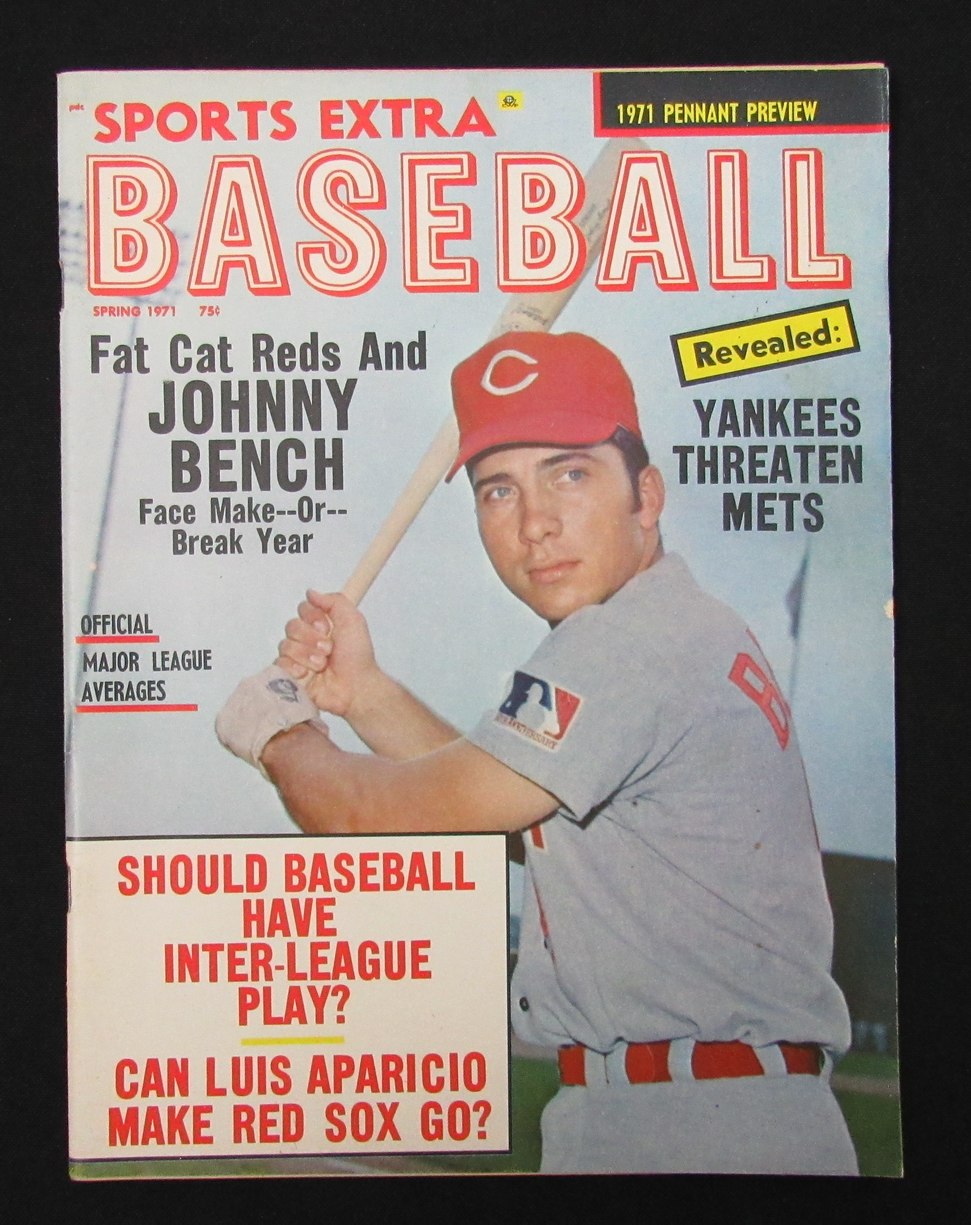 pdc
SPORTS EXTRA
1971 PENNANT PREVIEW
BASEBALL
SPRING 1971 75¢
Fat Cat Reds And
JOHNNY
BENCH
Face Make--Or--
Break Year
Revealed:
YANKEES
THREATEN
METS
OFFICIAL
MAJOR LEAGUE
AVERAGES
C
B
ANNIVERSARY
SHOULD BASEBALL
HAVE
INTER-LEAGUE
PLAY?
CAN LUIS APARICIO
MAKE RED SOX GO?